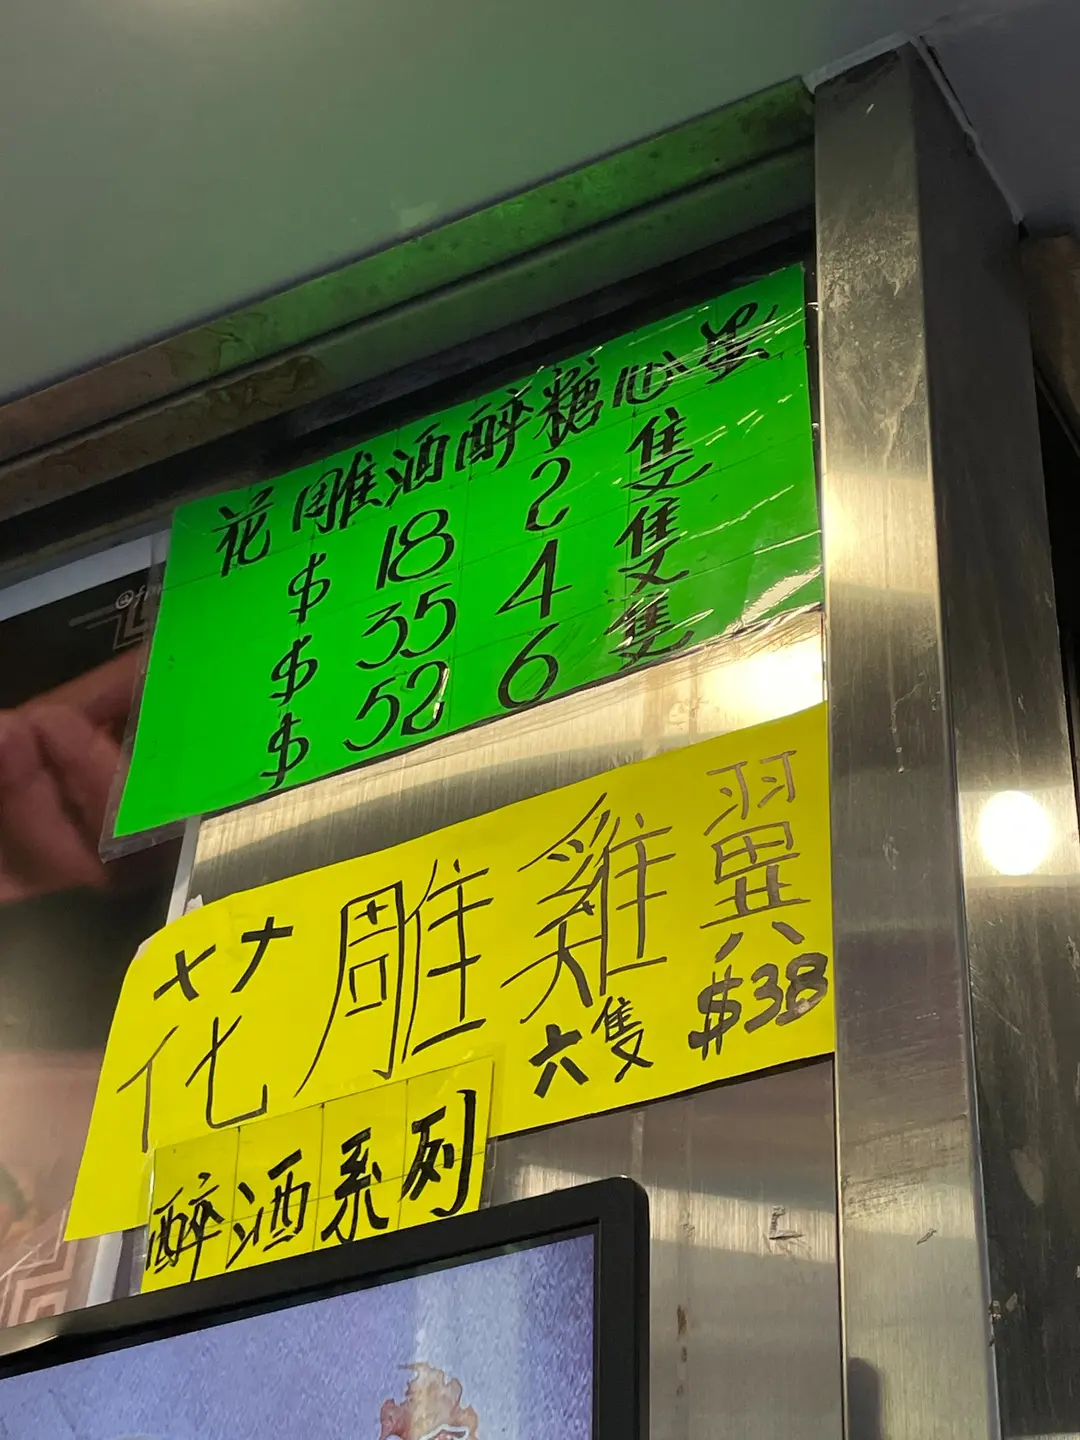 花雕酒醉糖心蛋
$ 18 2 隻
$ 35 4 隻
$ 52 6 隻
花雕雞翼
六隻 $38
醉酒系列